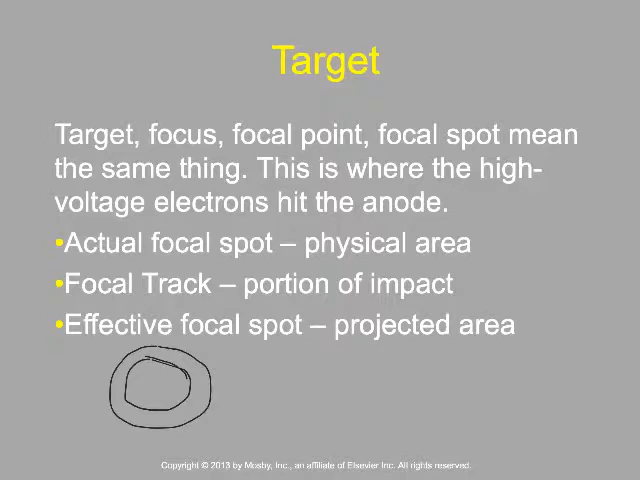 Target
Target, focus, focal point, focal spot mean
the same thing. This is where the high-
voltage electrons hit the anode.
•Actual focal spot – physical area
•Focal Track – portion of impact
•Effective focal spot – projected area
Copyright © 2013 by Mosby, Inc., an affiliate of Elsevier Inc. All rights reserved.